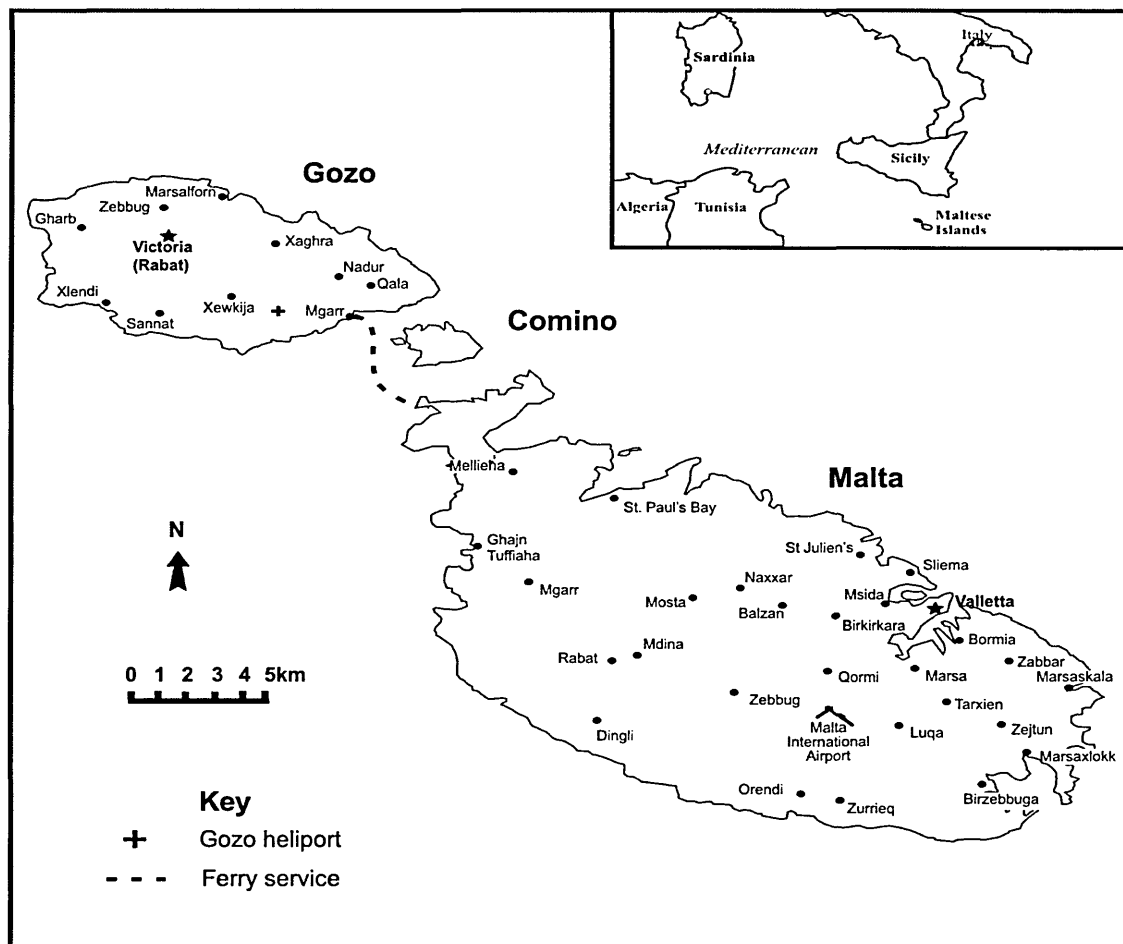 Italy
Sardinia
Mediterranean
Sicily
Algeria
Tunisia
Maltese
Islands
Gozo
Marsalforn
Zebbug
Gharb
Victoria
(Rabat)
Xaghra
Nadur
Qala
Xlendi
Xewkija
Sannat
Mgarr
Comino
Malta
Mellieha
St. Paul's Bay
Ghajn
Tuffiaha
Mgarr
St Julien's
Sliema
Naxxar
Mosta
Balzan
Msida
Valletta
Birkirkara
Bormia
Mdina
Rabat
Zabbar
Qormi
Marsa
Marsaskala
Zebbug
Tarxien
Dingli
Malta
International
Airport
Luqa
Zejtun
Marsaxlokk
Orendi
Zurrieq
Birzebbuga
N
0 1 2 3 4 5km
Key
Gozo heliport
Ferry service